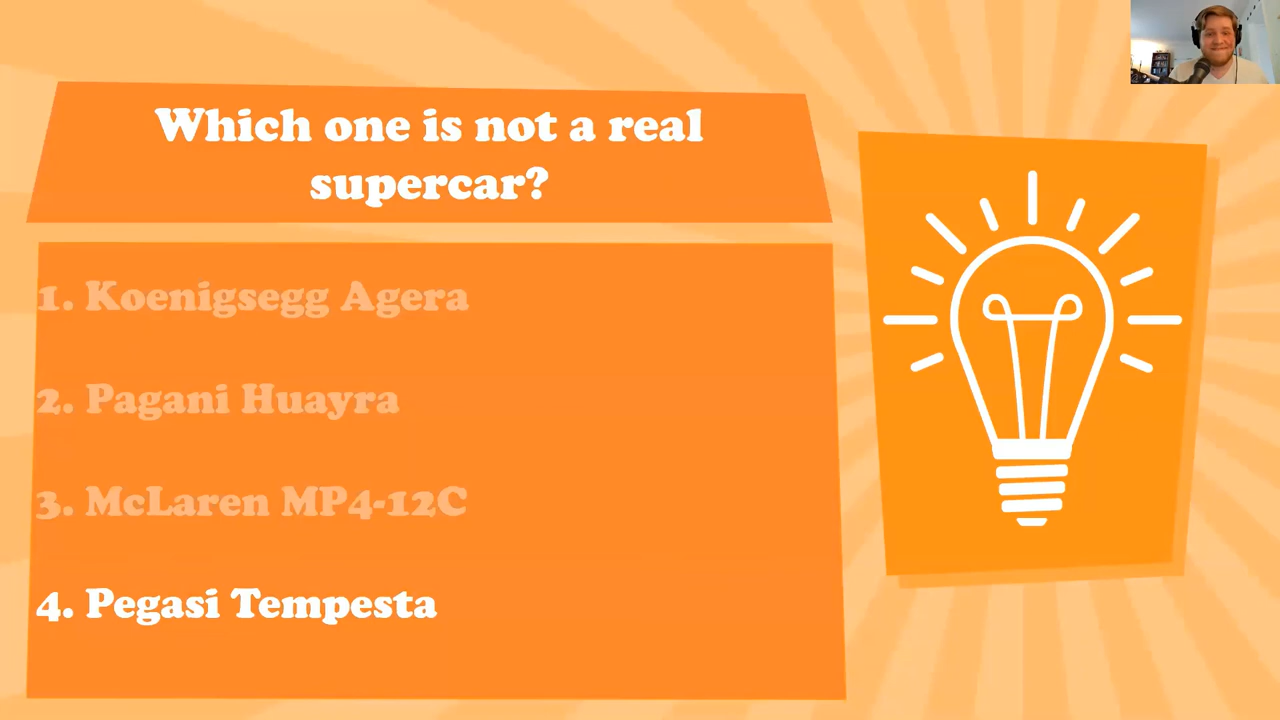 Which one is not a real
supercar?
1. Koenigsegg Agera
2. Pagani Huayra
3. McLaren MP4-12C
4. Pegasi Tempesta